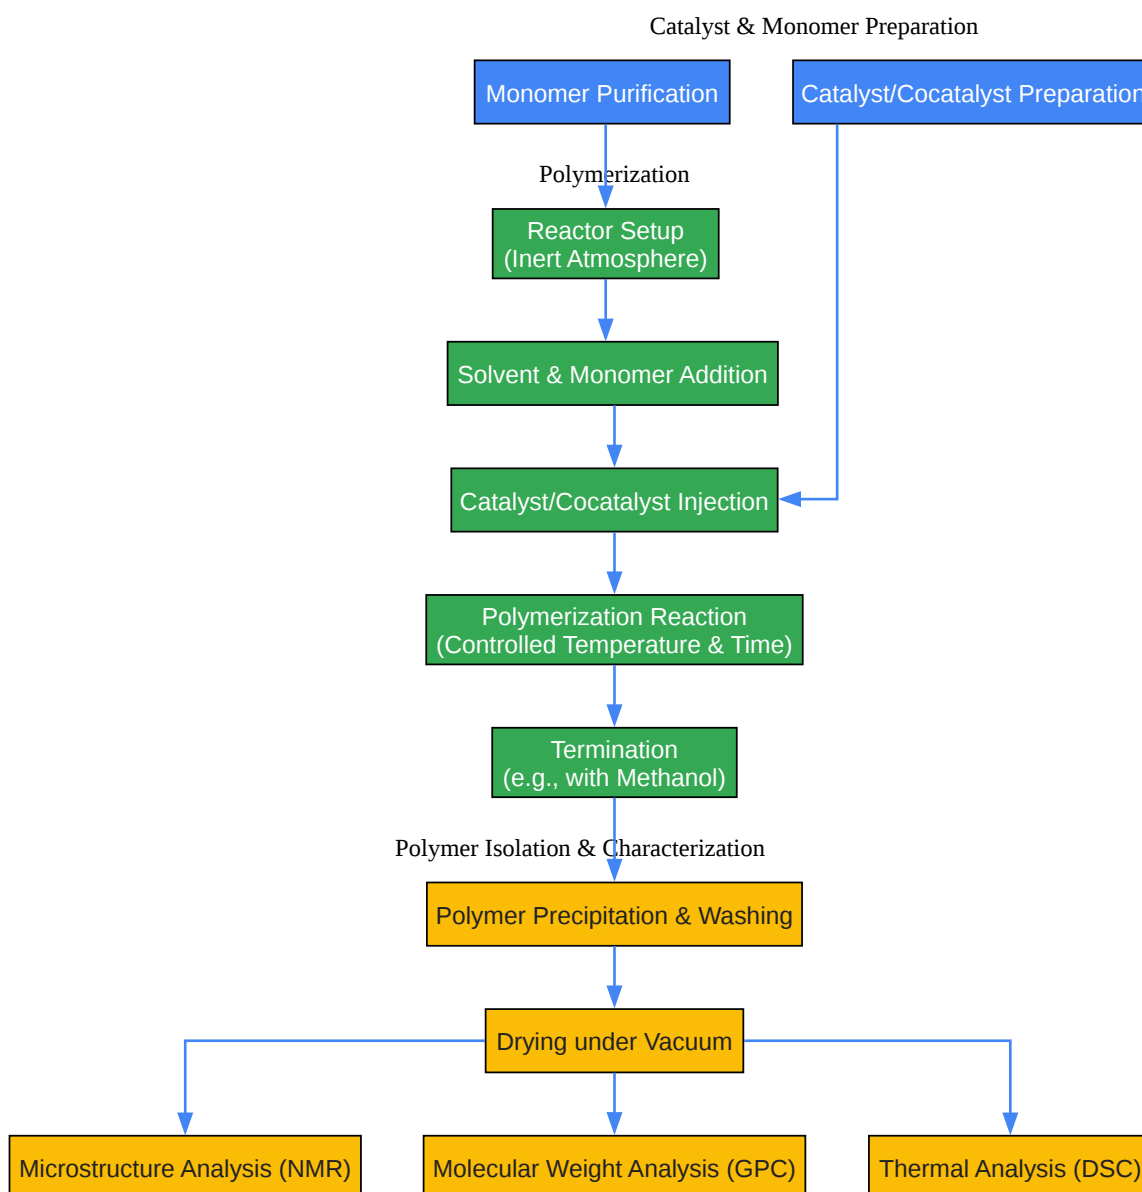 Catalyst & Monomer Preparation
Monomer Purification
Catalyst/Cocatalyst Preparation
Polymerization
Reactor Setup
(Inert Atmosphere)
Solvent & Monomer Addition
Catalyst/Cocatalyst Injection
Polymerization Reaction
(Controlled Temperature & Time)
Termination
(e.g., with Methanol)
Polymer Isolation & Characterization
Polymer Precipitation & Washing
Drying under Vacuum
Microstructure Analysis (NMR)
Molecular Weight Analysis (GPC)
Thermal Analysis (DSC)